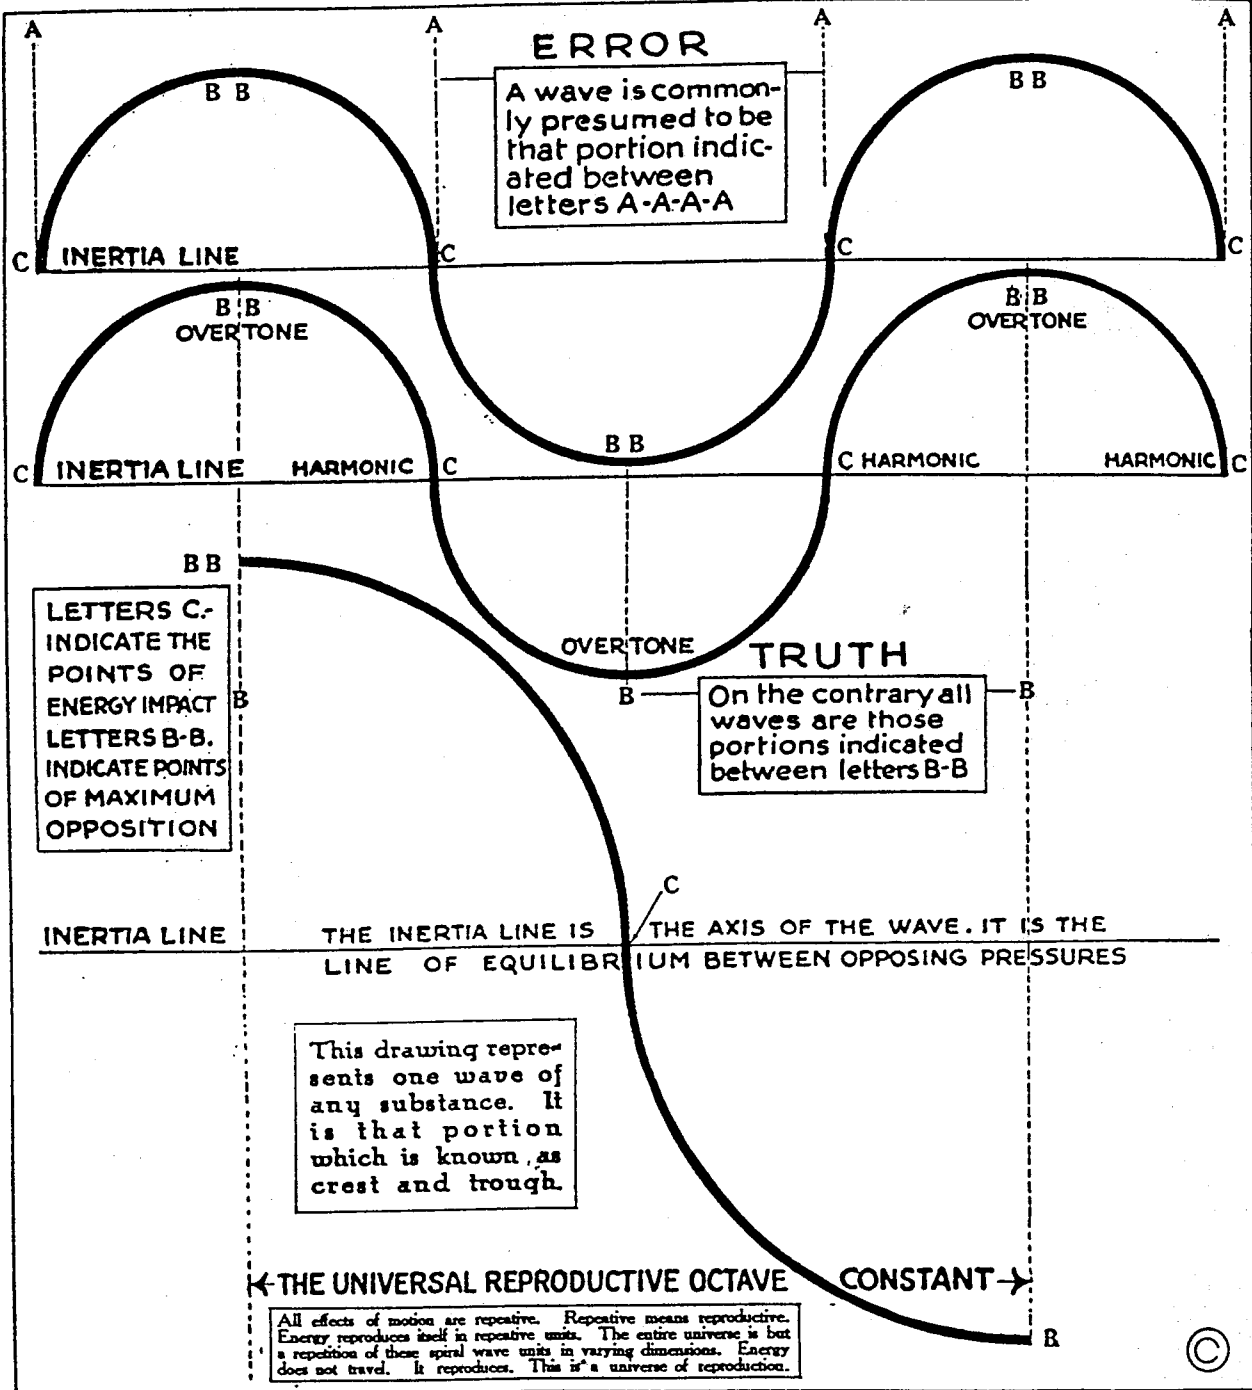 A
A
A
A
ERROR
A wave is common-
ly presumed to be
that portion indic-
ated between
letters A-A-A-A
B B
B B
C
INERTIA LINE
C
C
C
B B
OVERTONE
B B
OVERTONE
B B
C
INERTIA LINE
HARMONIC
C
C
HARMONIC
HARMONIC
C
B B
LETTERS C.-
INDICATE THE
POINTS OF
ENERGY IMPACT
LETTERS B-B.
INDICATE POINTS
OF MAXIMUM
OPPOSITION
B
OVERTONE
B
TRUTH
On the contrary all
waves are those
portions indicated
between letters B-B
B
C
INERTIA LINE
THE INERTIA LINE IS THE AXIS OF THE WAVE. IT IS THE
LINE OF EQUILIBRIUM BETWEEN OPPOSING PRESSURES
This drawing repre-
sents one wave of
any substance. It
is that portion
which is known as
crest and trough.
THE UNIVERSAL REPRODUCTIVE OCTAVE CONSTANT
All effects of motion are repeative. Repeative means reproductive.
Energy reproduces itself in repeative units. The entire universe is but
a repetition of these spiral wave units in varying dimensions. Energy
does not travel. It reproduces. This is a universe of reproduction.
B
©